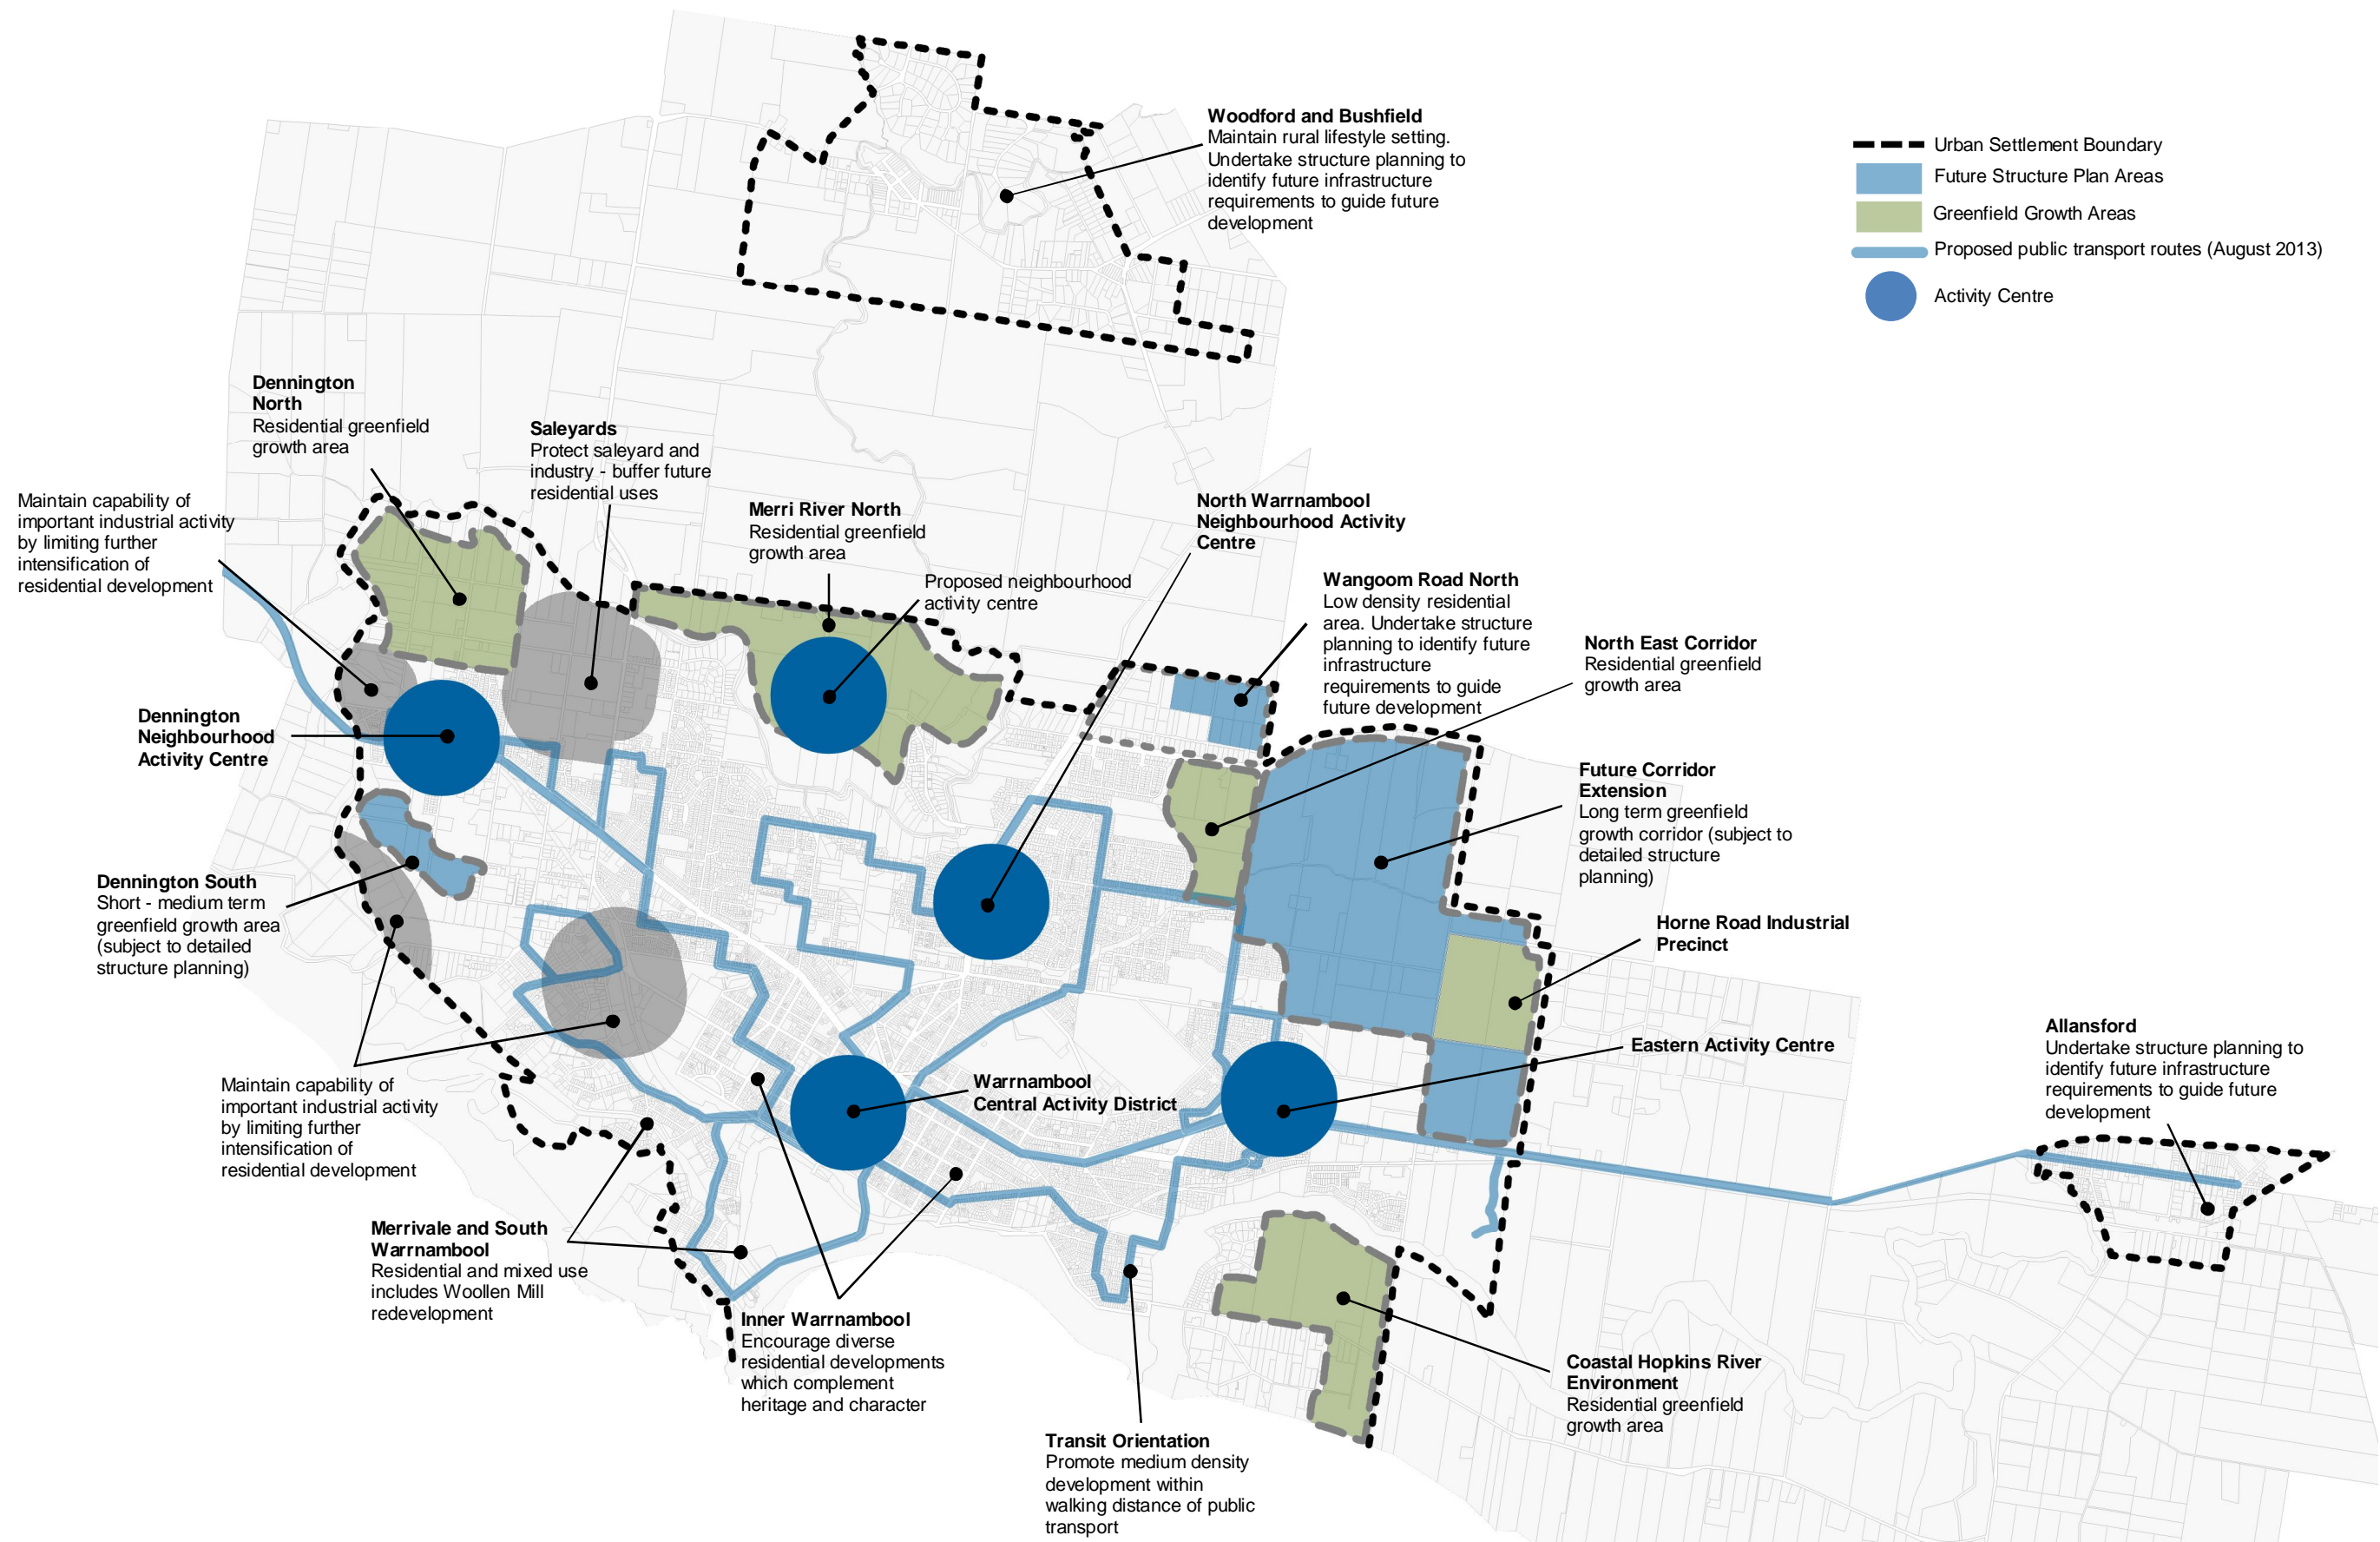 Woodford and Bushfield
Maintain rural lifestyle setting.
Undertake structure planning to
identify future infrastructure
requirements to guide future
development
Urban Settlement Boundary
Future Structure Plan Areas
Greenfield Growth Areas
Proposed public transport routes (August 2013)
Activity Centre
Dennington
North
Residential greenfield
growth area
Saleyards
Protect saleyard and
industry - buffer future
residential uses
Maintain capability of
important industrial activity
by limiting further
intensification of
residential development
Merri River North
Residential greenfield
growth area
Proposed neighbourhood
activity centre
North Warrnambool
Neighbourhood Activity
Centre
Wangoom Road North
Low density residential
area. Undertake structure
planning to identify future
infrastructure
requirements to guide
future development
North East Corridor
Residential greenfield
growth area
Dennington
Neighbourhood
Activity Centre
Future Corridor
Extension
Long term greenfield
growth corridor (subject to
detailed structure
planning)
Dennington South
Short - medium term
greenfield growth area
(subject to detailed
structure planning)
Horne Road Industrial
Precinct
Eastern Activity Centre
Allansford
Undertake structure planning to
identify future infrastructure
requirements to guide future
development
Warrnambool
Central Activity District
Maintain capability of
important industrial activity
by limiting further
intensification of
residential development
Merrivale and South
Warrnambool
Residential and mixed use
includes Woollen Mill
redevelopment
Inner Warrnambool
Encourage diverse
residential developments
which complement
heritage and character
Coastal Hopkins River
Environment
Residential greenfield
growth area
Transit Orientation
Promote medium density
development within
walking distance of public
transport